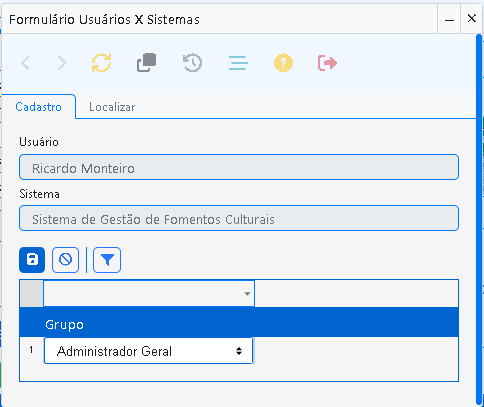 Formulário Usuários X Sistemas
Cadastro
Localizar
Usuário
Ricardo Monteiro
Sistema
Sistema de Gestão de Fomentos Culturais
Grupo
1 Administrador Geral